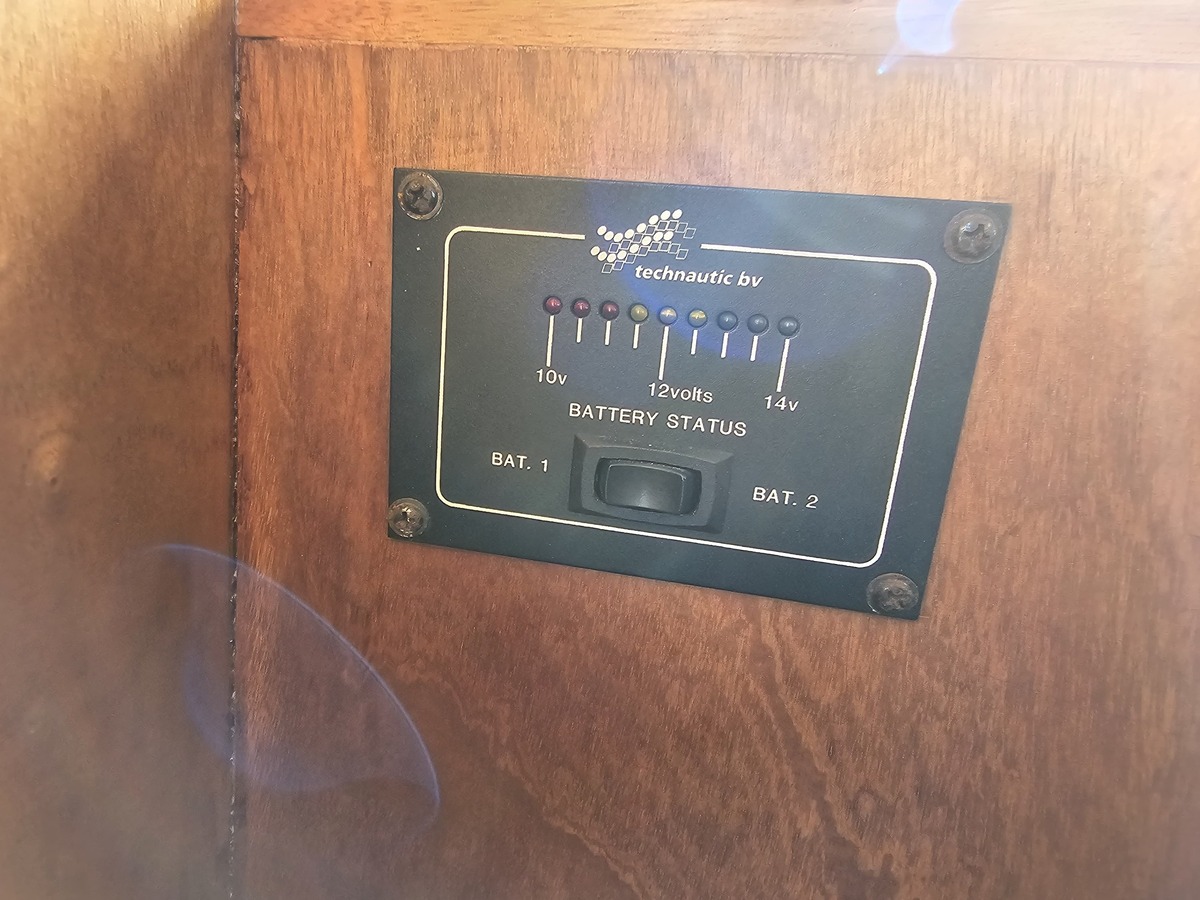 technautic bv
10v 12volts 14v
BATTERY STATUS
BAT. 1 BAT. 2